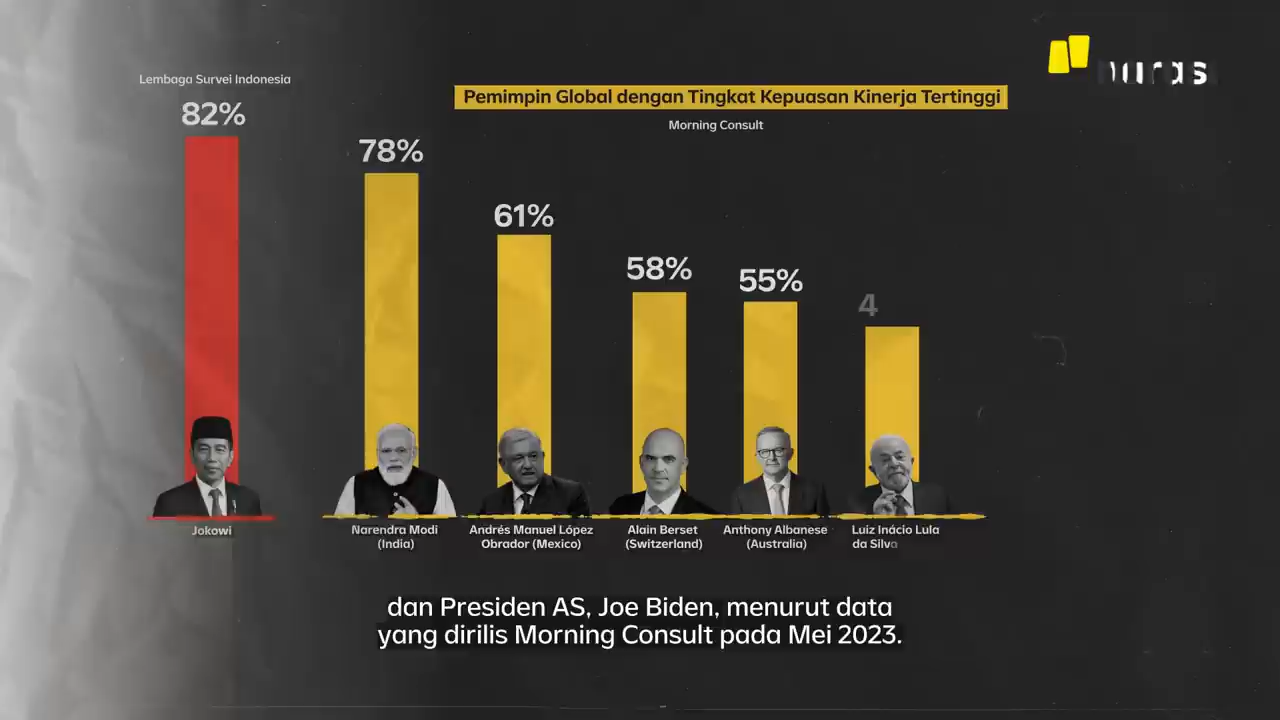 Lembaga Survei Indonesia
82%
Pemimpin Global dengan Tingkat Kepuasan Kinerja Tertinggi
Morning Consult
78%
61%
58%
55%
4
Jokowi
Narendra Modi
(India)
Andrés Manuel López
Obrador (Mexico)
Alain Berset
(Switzerland)
Anthony Albanese
(Australia)
Luiz Inácio Lula
da Silva
dan Presiden AS, Joe Biden, menurut data
yang dirilis Morning Consult pada Mei 2023.